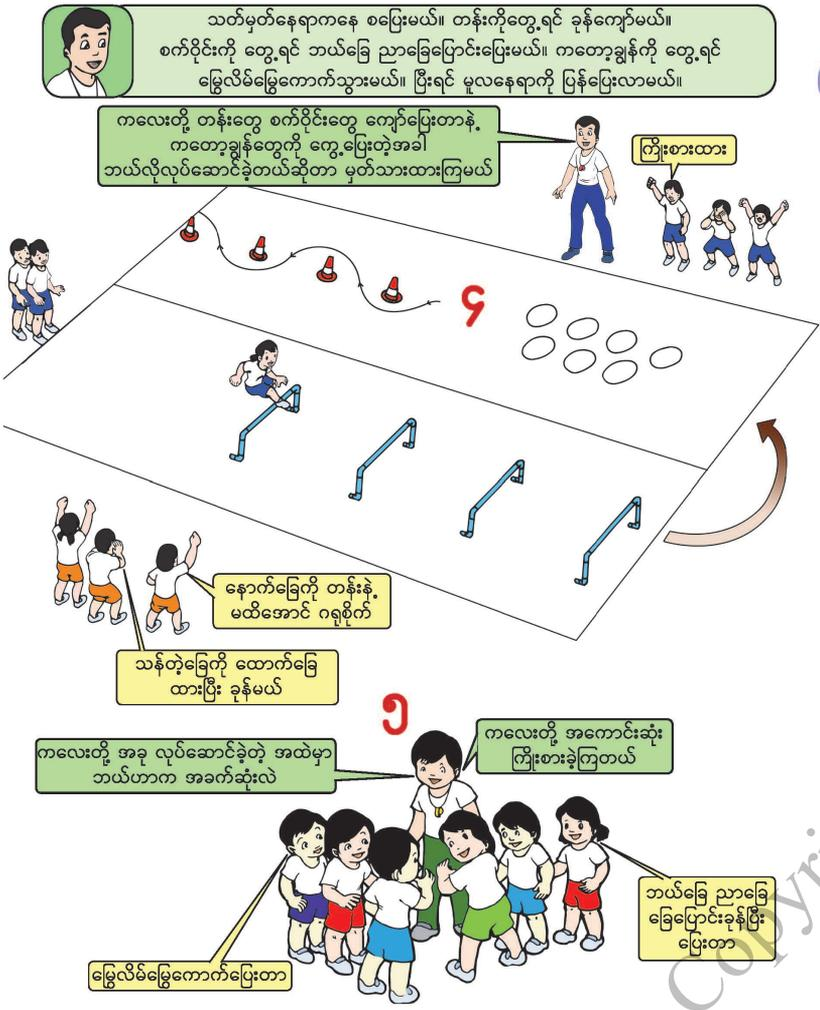 သတ်မှတ်နေရာကနေ စပြေးမယ်။ တန်းကိုတွေ့ရင် ခုန်ကျော်မယ်။
စက်ဝိုင်းကို တွေ့ရင် ဘယ်ခြေ ညာခြေပြောင်းပြေးမယ်။ ကတော့ချွန်ကို တွေ့ရင်
မြွေလိမ်မြွေကောက်သွားမယ်။ ပြီးရင် မူလနေရာကို ပြန်ပြေးလာမယ်။
ကလေးတို့ တန်းတွေ စက်ဝိုင်းတွေ ကျော်ပြေးတာနဲ့
ကတော့ချွန်တွေကို ကွေ့ပြေးတဲ့အခါ
ဘယ်လိုလုပ်ဆောင်ခဲ့တယ်ဆိုတာ မှတ်သားထားကြမယ်
ကြိုးစားထား
၄
နောက်ခြေကို တန်းနဲ့
မထိအောင် ဂရုစိုက်
သန်တဲ့ခြေကို ထောက်ခြေ
ထားပြီး ခုန်မယ်
၅
ကလေးတို့ အခု လုပ်ဆောင်ခဲ့တဲ့ အထဲမှာ
ဘယ်ဟာက အခက်ဆုံးလဲ
ကလေးတို့ အကောင်းဆုံး
ကြိုးစားခဲ့ကြတယ်
ဘယ်ခြေ ညာခြေ
ခြေပြောင်းခုန်ပြီး
ပြေးတာ
မြွေလိမ်မြွေကောက်ပြေးတာ
Copyri